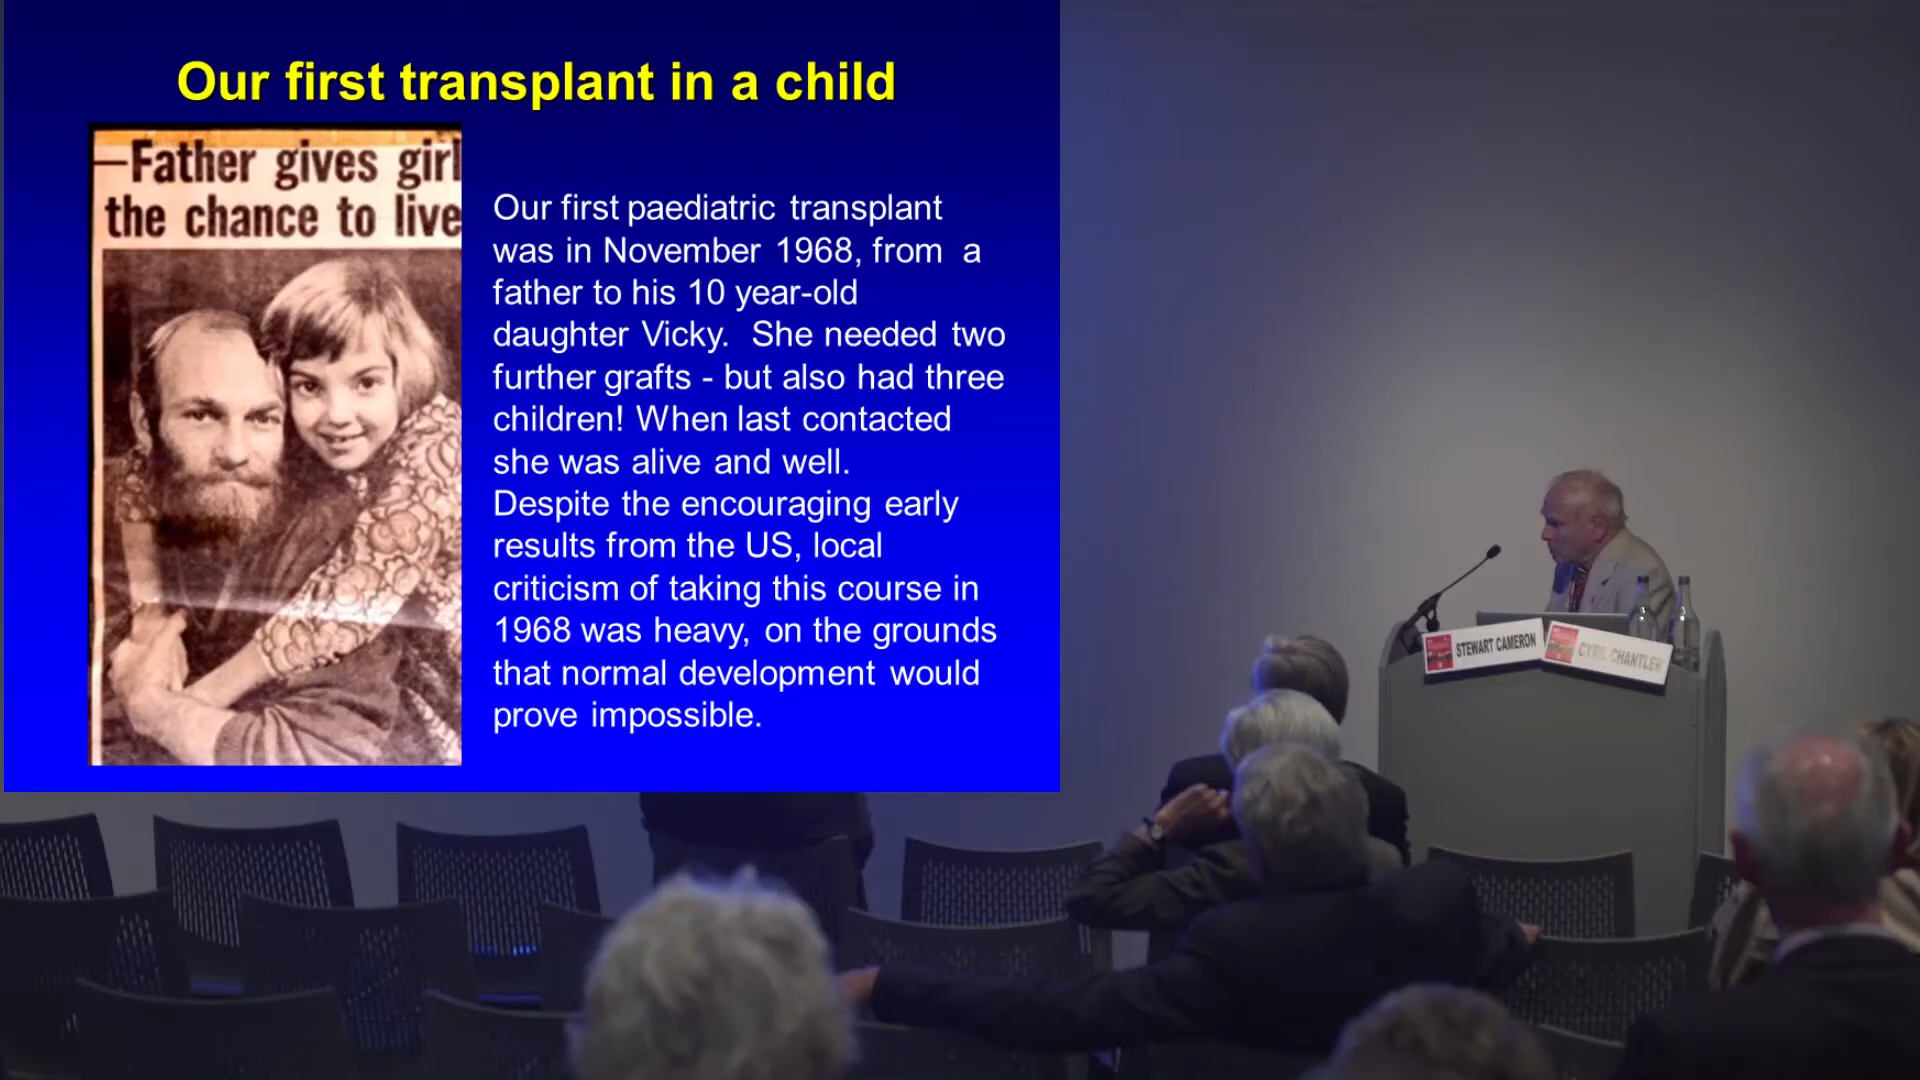 Our first transplant in a child
—Father gives girl
the chance to live
Our first paediatric transplant
was in November 1968, from a
father to his 10 year-old
daughter Vicky. She needed two
further grafts - but also had three
children! When last contacted
she was alive and well.
Despite the encouraging early
results from the US, local
criticism of taking this course in
1968 was heavy, on the grounds
that normal development would
prove impossible.
STEWART CAMERON
CYRIL CHANTLER